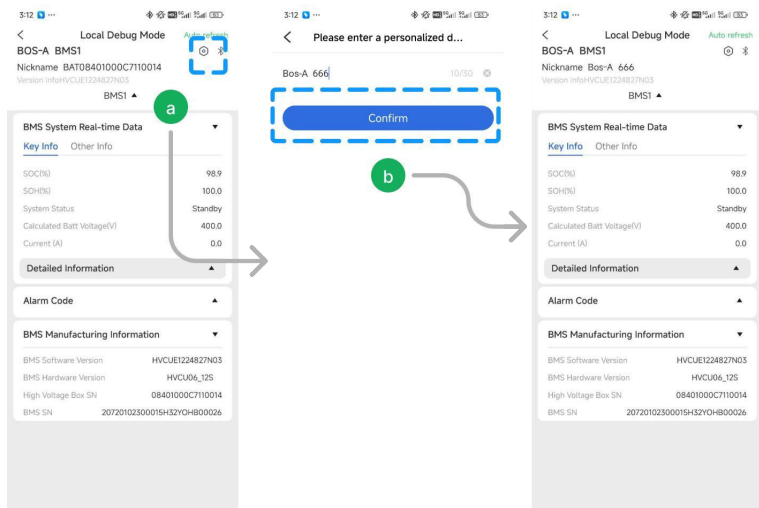 3:12
Local Debug Mode Auto refresh
BOS-A BMS1
Nickname BAT08401000C7110014
Version infoHVCUE1224827N03
BMS1
a
BMS System Real-time Data
Key Info Other Info
SOC(%) 98.9
SOH(%) 100.0
System Status Standby
Calculated Batt Voltage(V) 400.0
Current (A) 0.0
Detailed Information
Alarm Code
BMS Manufacturing Information
BMS Software Version HVCUE1224827N03
BMS Hardware Version HVCU06_12S
High Voltage Box SN 08401000C7110014
BMS SN 20720102300015H32YOHB00026
3:12
Please enter a personalized d...
Bos-A 666 10/30
Confirm
b
3:12
Local Debug Mode Auto refresh
BOS-A BMS1
Nickname Bos-A 666
Version infoHVCUE1224827N03
BMS1
BMS System Real-time Data
Key Info Other Info
SOC(%) 98.9
SOH(%) 100.0
System Status Standby
Calculated Batt Voltage(V) 400.0
Current (A) 0.0
Detailed Information
Alarm Code
BMS Manufacturing Information
BMS Software Version HVCUE1224827N03
BMS Hardware Version HVCU06_12S
High Voltage Box SN 08401000C7110014
BMS SN 20720102300015H32YOHB00026